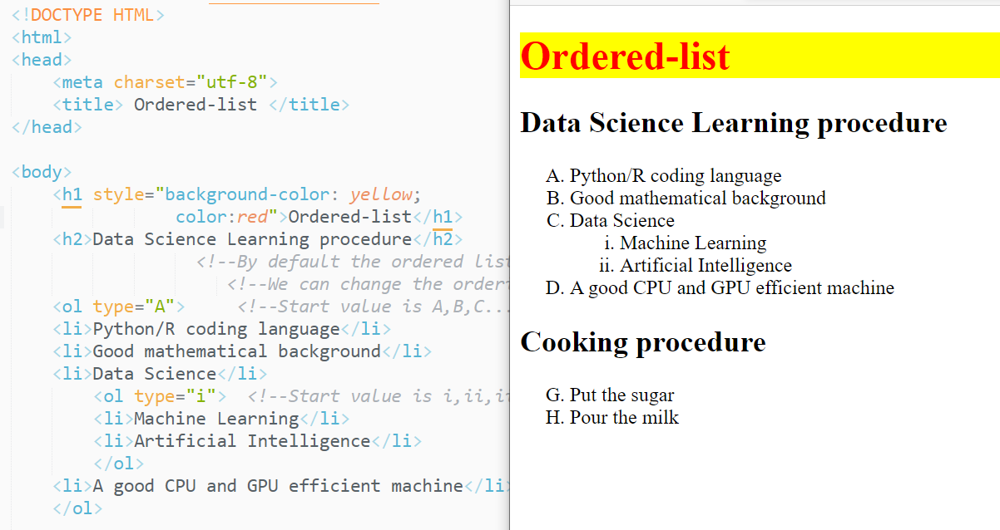 <!DOCTYPE HTML>
<html>
<head>
<meta charset="utf-8">
<title> Ordered-list </title>
</head>
<body>
<h1 style="background-color: yellow;
color:red">Ordered-list</h1>
<h2>Data Science Learning procedure</h2>
<!--By default the ordered
<!--We can change the
<ol type="A"> <!--Start value is A,B,C...
<li>Python/R coding language</li>
<li>Good mathematical background</li>
<li>Data Science</li>
<ol type="i"> <!--Start value is i,ii,
<li>Machine Learning</li>
<li>Artificial Intelligence</li>
</ol>
<li>A good CPU and GPU efficient machine</li>
</ol>
Ordered-list
Data Science Learning procedure
A. Python/R coding language
B. Good mathematical background
C. Data Science
i. Machine Learning
ii. Artificial Intelligence
D. A good CPU and GPU efficient machine
Cooking procedure
G. Put the sugar
H. Pour the milk